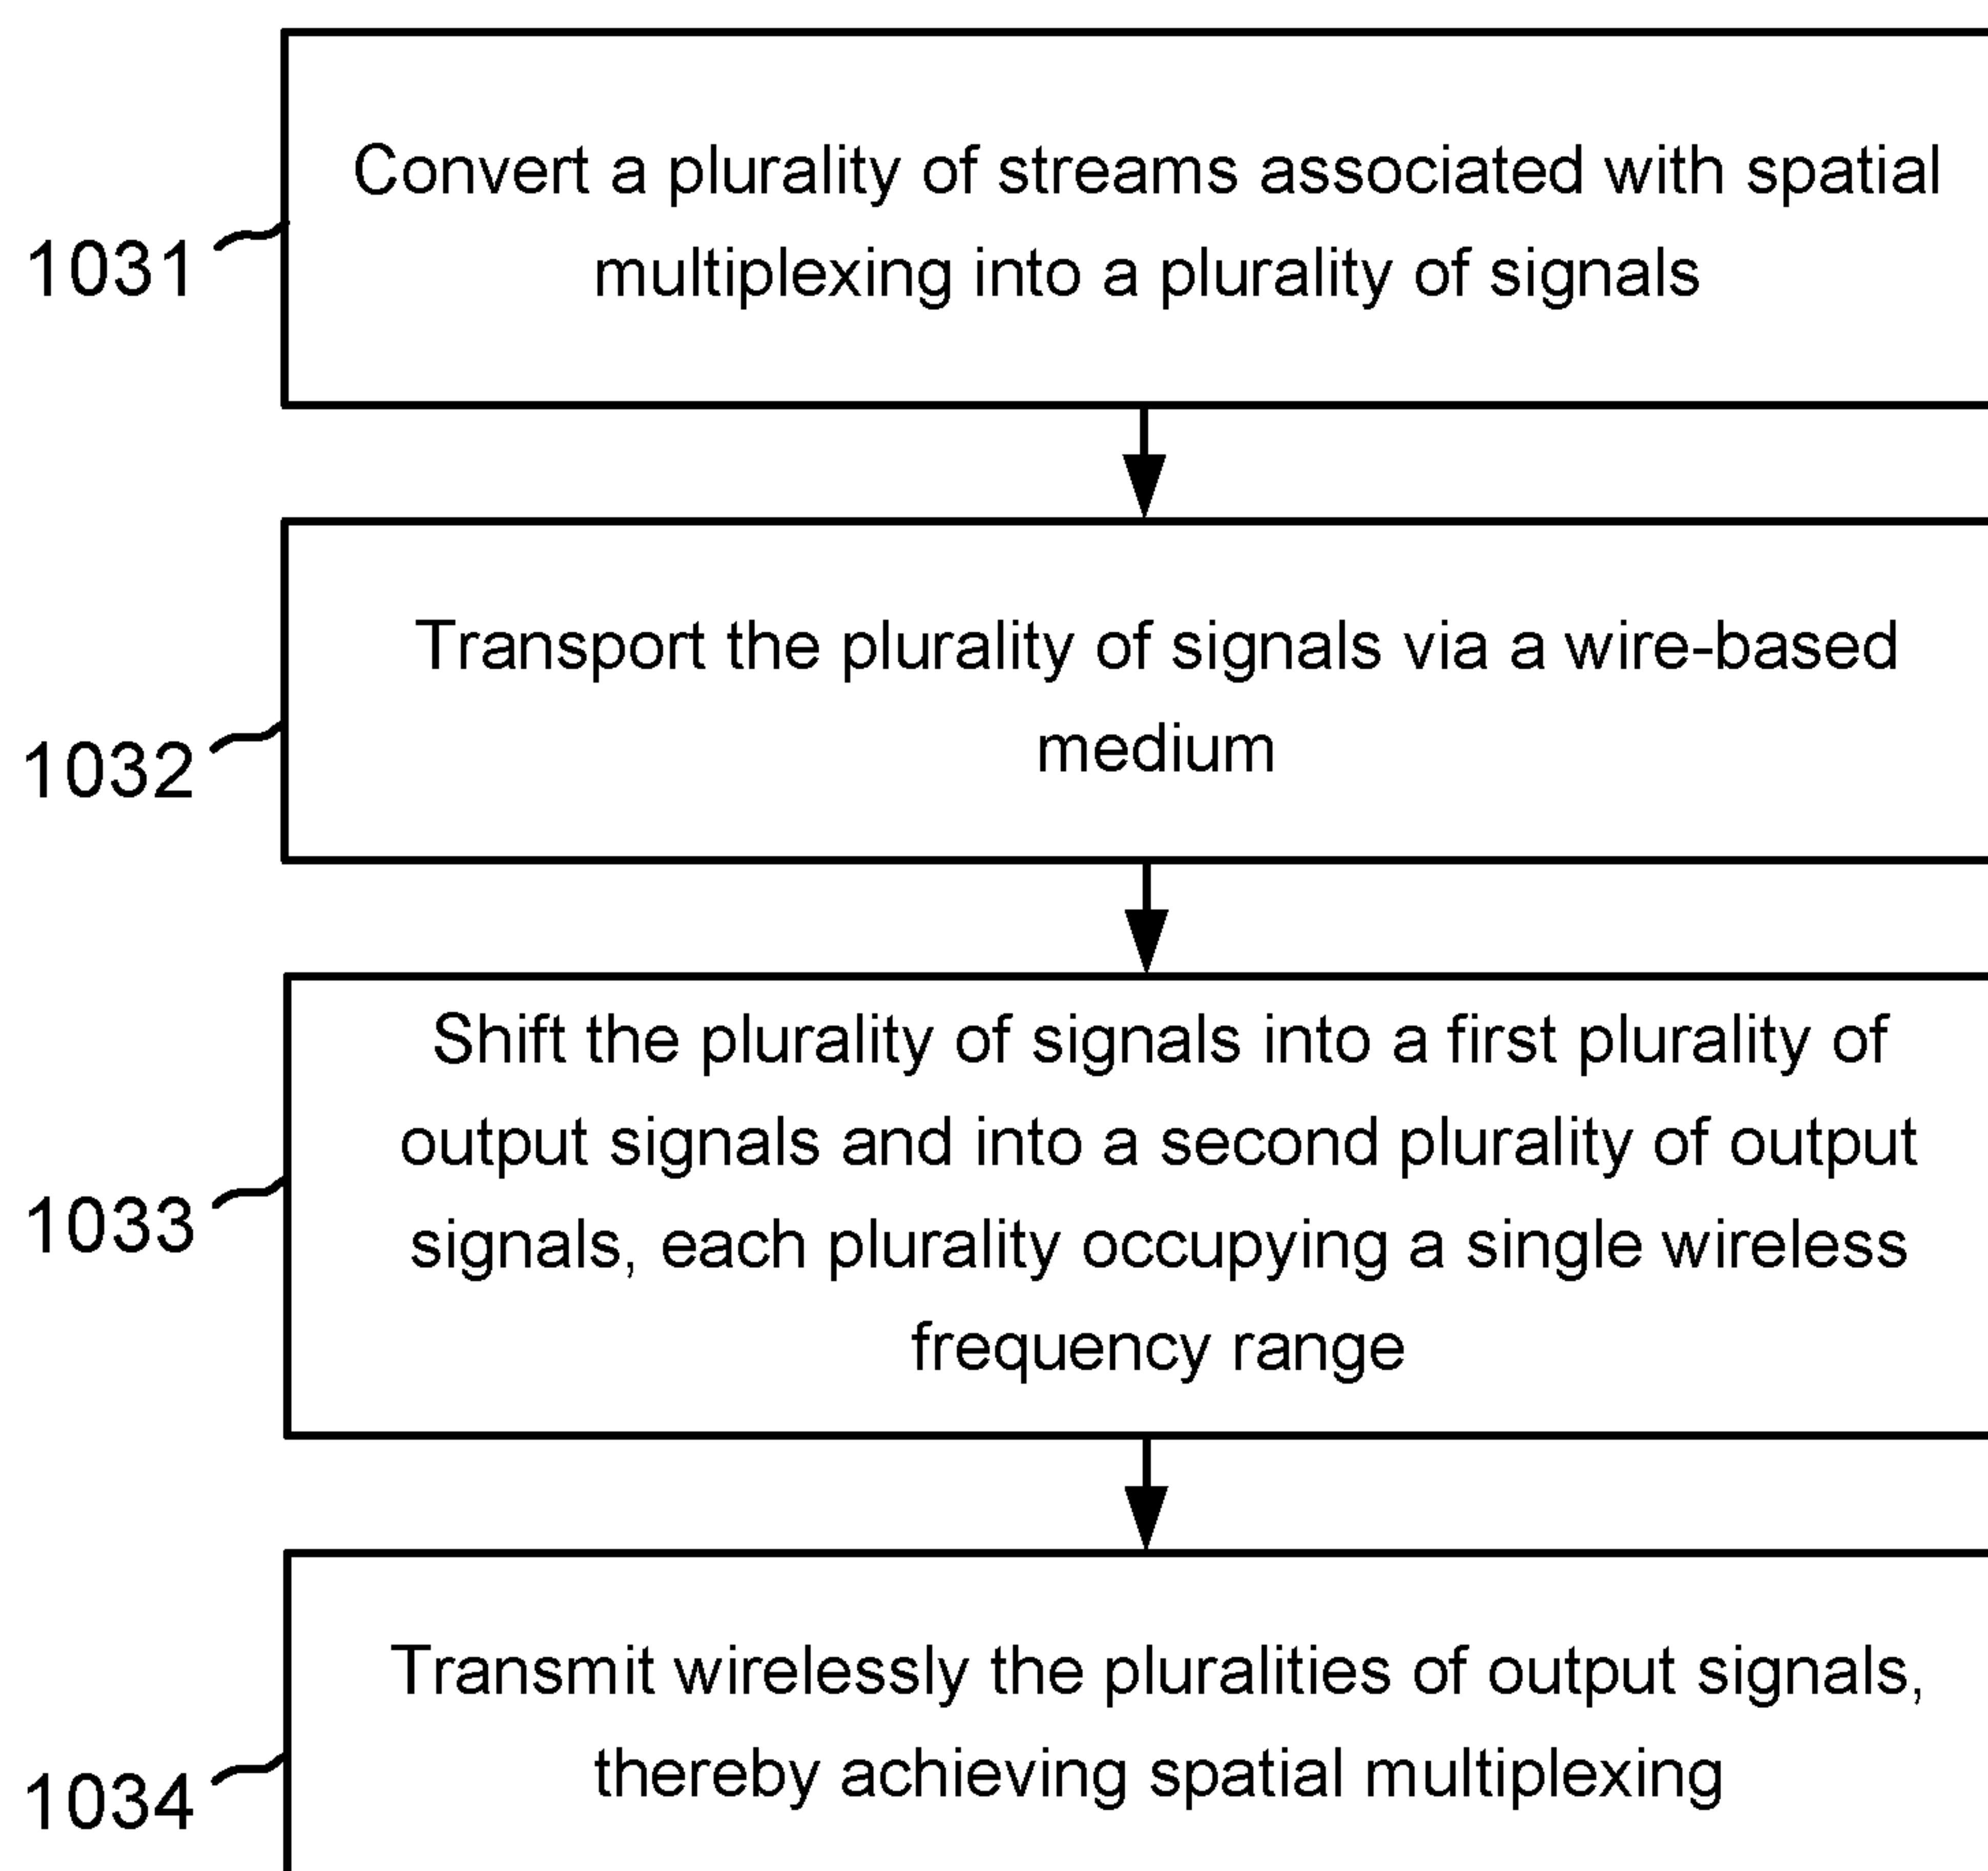 Convert a plurality of streams associated with spatial
multiplexing into a plurality of signals
1031
Transport the plurality of signals via a wire-based
medium
1032
Shift the plurality of signals into a first plurality of
output signals and into a second plurality of output
signals, each plurality occupying a single wireless
frequency range
1033
Transmit wirelessly the pluralities of output signals,
thereby achieving spatial multiplexing
1034